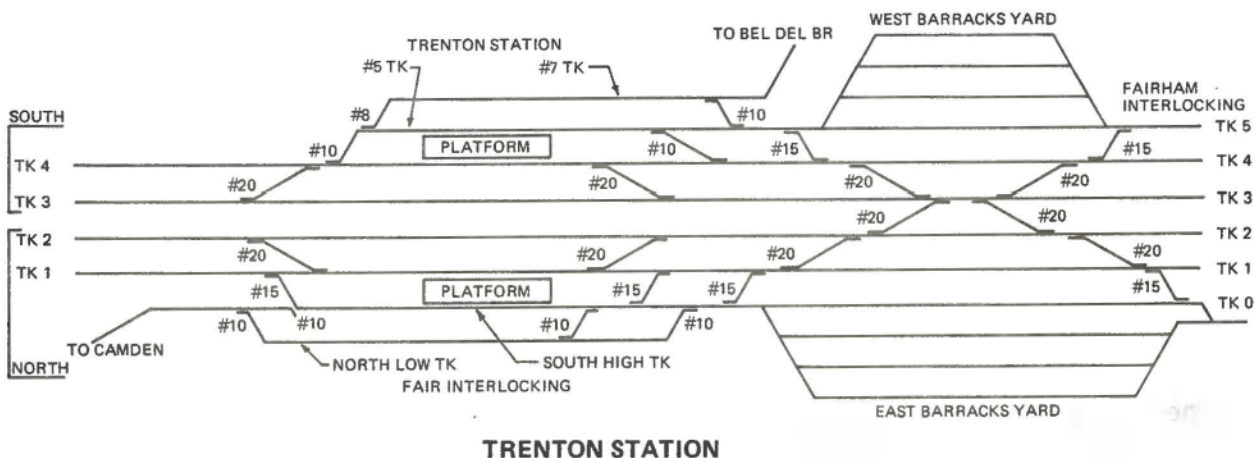 WEST BARRACKS YARD
TO BEL DEL BR
TRENTON STATION
#5 TK
#7 TK
FAIRHAM
INTERLOCKING
#8
#10
SOUTH
TK 5
#10
PLATFORM
#10
#15
#15
TK 4
TK 4
#20
#20
#20
#20
TK 3
TK 3
#20
#20
TK 2
TK 2
#20
#20
#20
TK 1
TK 1
#15
PLATFORM
#15
#15
#15
TK 0
#10
#10
#10
#10
TO CAMDEN
NORTH
NORTH LOW TK
SOUTH HIGH TK
FAIR INTERLOCKING
EAST BARRACKS YARD
TRENTON STATION